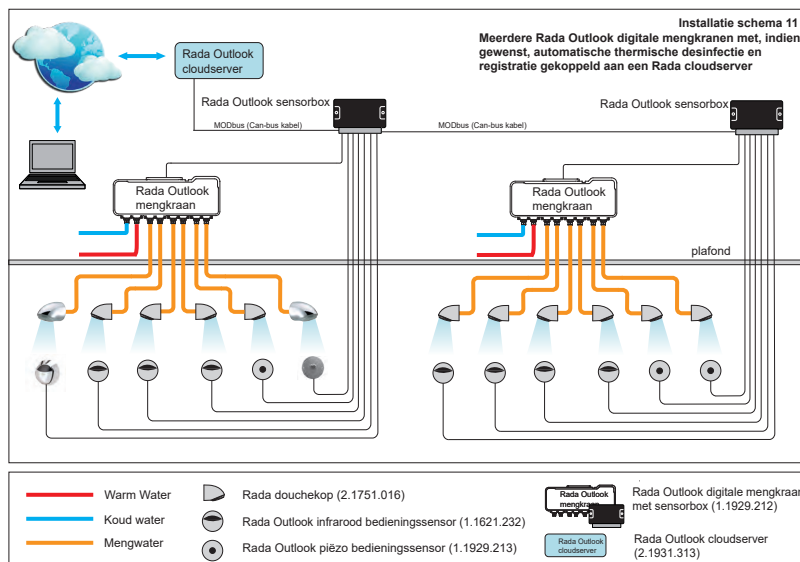 Installatie schema 11
Meerdere Rada Outlook digitale mengkranen met, indien
gewenst, automatische thermische desinfectie en
registratie gekoppeld aan een Rada cloudserver
Rada Outlook
cloudserver
Rada Outlook sensorbox
Rada Outlook sensorbox
MODbus (Can-bus kabel)
MODbus (Can-bus kabel)
Rada Outlook
mengkraan
Rada Outlook
mengkraan
plafond
Warm Water
Koud water
Mengwater
Rada douchekop (2.1751.016)
Rada Outlook infrarood bedieningssensor (1.1621.232)
Rada Outlook piëzo bedieningssensor (1.1929.213)
Rada Outlook
mengkraan
Rada Outlook digitale mengkraan
met sensorbox (1.1929.212)
Rada Outlook
cloudserver
Rada Outlook cloudserver
(2.1931.313)